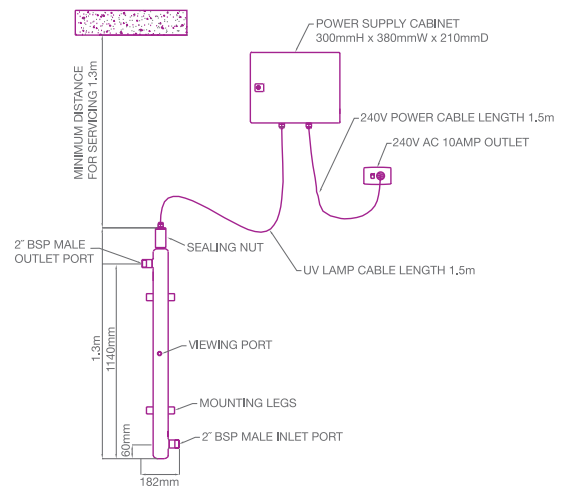 POWER SUPPLY CABINET
300mmH x 380mmW x 210mmD
MINIMUM DISTANCE
FOR SERVICING 1.3m
240V POWER CABLE LENGTH 1.5m
240V AC 10AMP OUTLET
2" BSP MALE
OUTLET PORT
SEALING NUT
UV LAMP CABLE LENGTH 1.5m
1.3m
1140mm
VIEWING PORT
MOUNTING LEGS
2" BSP MALE INLET PORT
60mm
182mm